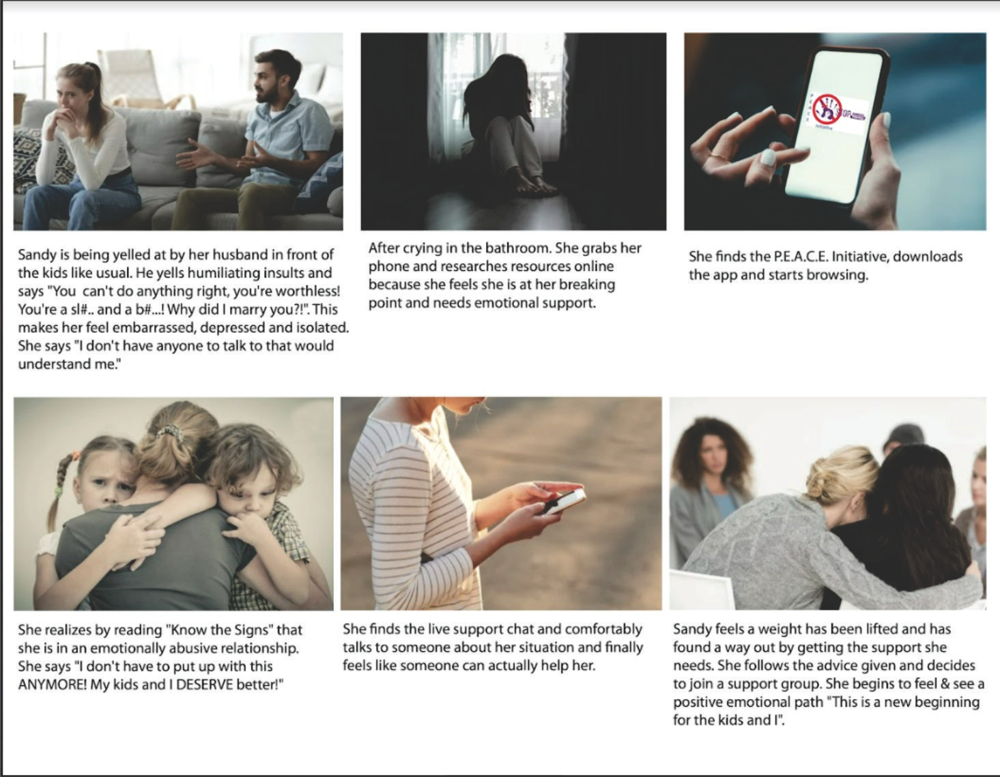 Sandy is being yelled at by her husband in front of
the kids like usual. He yells humiliating insults and
says "You  can't do anything right, you're worthless!
You're a sl#.. and a b#...! Why did I marry you?!". This
makes her feel embarrassed, depressed and isolated.
She says "I don't have anyone to talk to that would
understand me."
After crying in the bathroom. She grabs her
phone and researches resources online
because she feels she is at her breaking
point and needs emotional support.
PEACE
STOP
Initiative
She finds the P.E.A.C.E. Initiative, downloads
the app and starts browsing.
She realizes by reading "Know the Signs" that
she is in an emotionally abusive relationship.
She says "I don't have to put up with this
ANYMORE! My kids and I DESERVE better!"
She finds the live support chat and comfortably
talks to someone about her situation and finally
feels like someone can actually help her.
Sandy feels a weight has been lifted and has
found a way out by getting the support she
needs. She follows the advice given and decides
to join a support group. She begins to feel & see a
positive emotional path "This is a new beginning
for the kids and I".